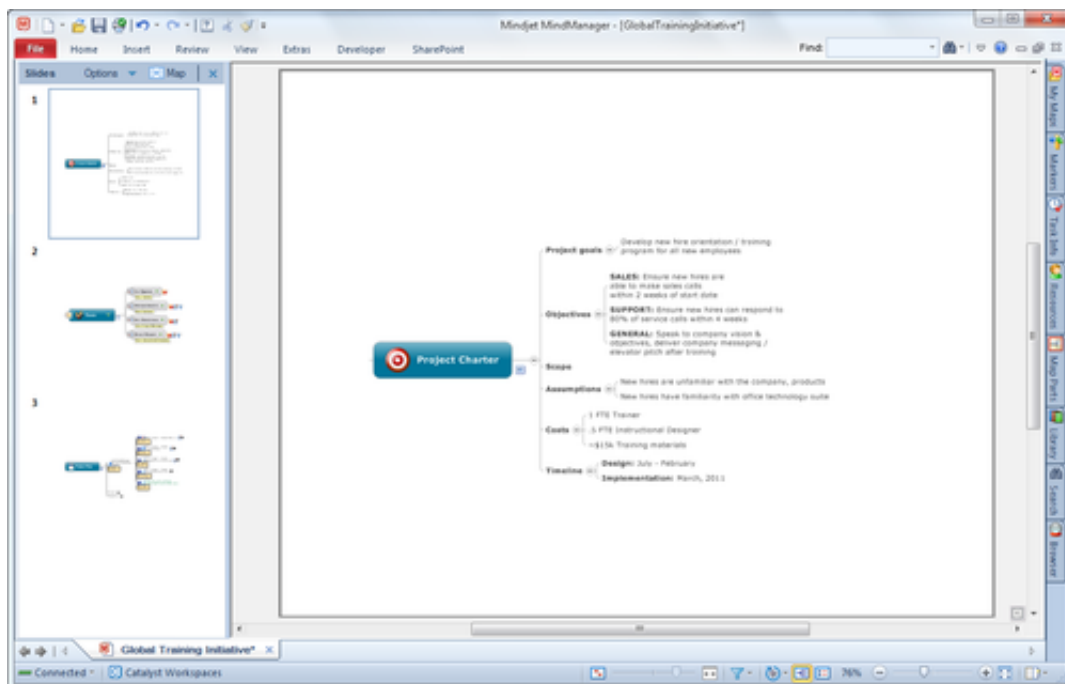 Mindjet MindManager - [GlobalTrainingInitiative*]
File Home Insert Review View Extras Developer SharePoint Find:
Slides Options Map
1
2
3
Project Charter
Project goals
Develop new hire orientation / training
program for all new employees
Objectives
SALES: Ensure new hires are
able to make sales calls
within 2 weeks of start date
SUPPORT: Ensure new hires can respond to
80% of service calls within 4 weeks
GENERAL: Speak to company vision &
objectives, deliver company messaging /
elevator pitch after training
Scope
Assumptions
New hires are unfamiliar with the company, products
New hires have familiarity with office technology suite
Costs
1 FTE Trainer
.5 FTE Instructional Designer
~$15k Training materials
Timeline
Design: July - February
Implementation: March, 2011
My Maps
Markers
Task Info
Resources
Map Parts
Library
Search
Browser
Global Training Initiative*
Connected Catalyst Workspaces 76%